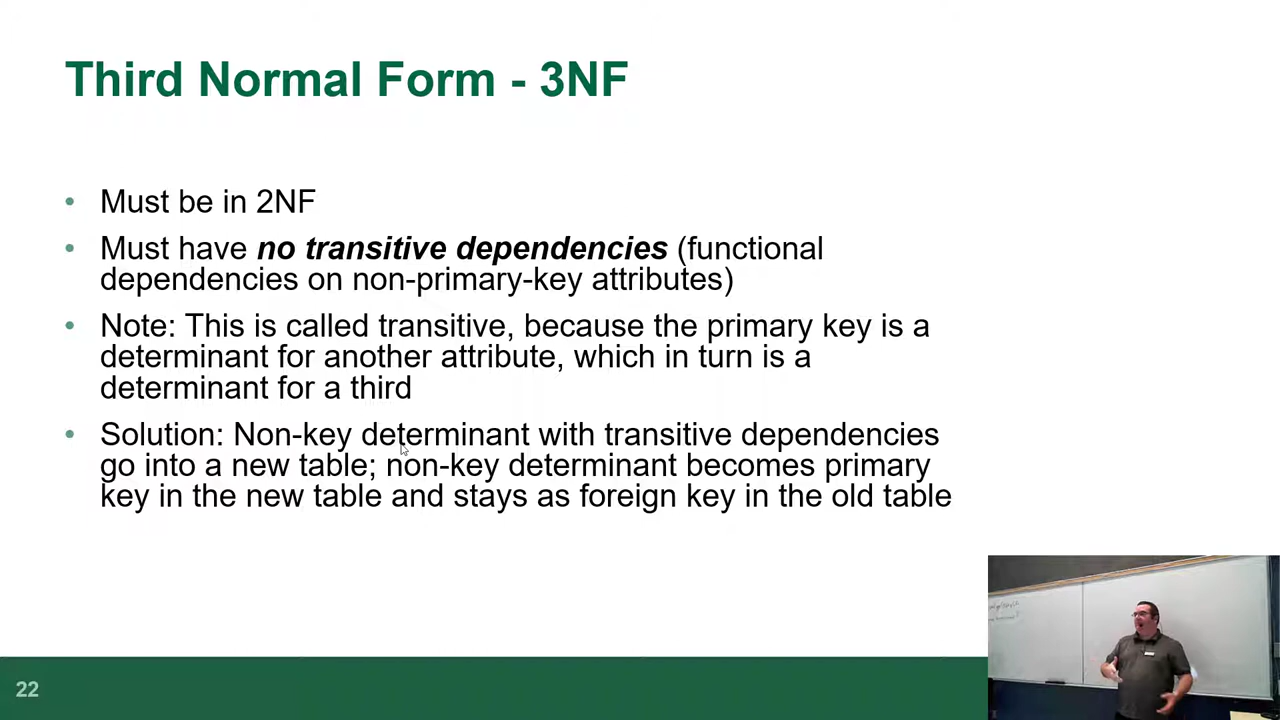 Third Normal Form - 3NF
• Must be in 2NF
• Must have no transitive dependencies (functional
dependencies on non-primary-key attributes)
• Note: This is called transitive, because the primary key is a
determinant for another attribute, which in turn is a
determinant for a third
• Solution: Non-key determinant with transitive dependencies
go into a new table; non-key determinant becomes primary
key in the new table and stays as foreign key in the old table
22